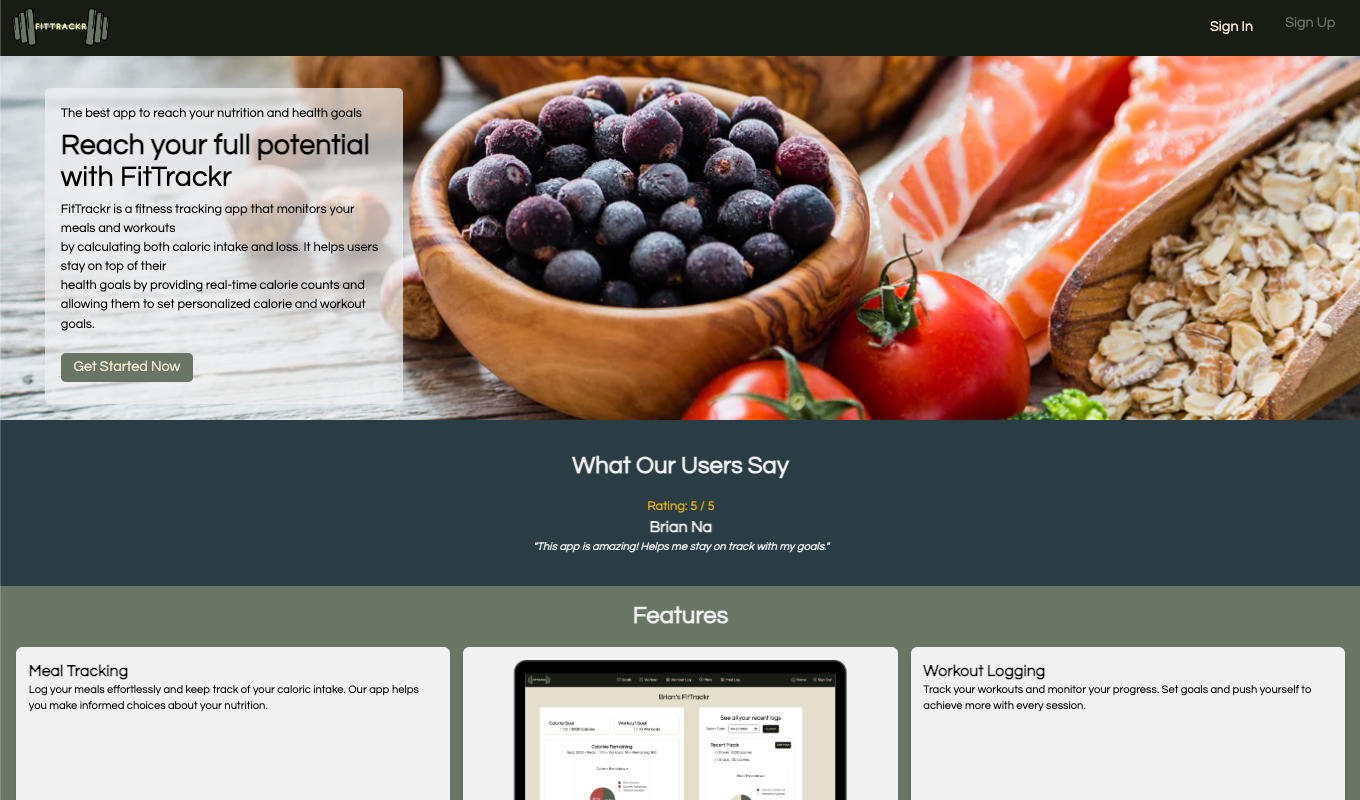 FITTRACKR
Sign In
Sign Up
The best app to reach your nutrition and health goals
Reach your full potential
with FitTrackr
FitTrackr is a fitness tracking app that monitors your
meals and workouts
by calculating both caloric intake and loss. It helps users
stay on top of their
health goals by providing real-time calorie counts and
allowing them to set personalized calorie and workout
goals.
Get Started Now
What Our Users Say
Rating: 5 / 5
Brian Na
"This app is amazing! Helps me stay on track with my goals."
Features
Meal Tracking
Log your meals effortlessly and keep track of your caloric intake. Our app helps
you make informed choices about your nutrition.
Brian's FitTrackr
Calorie Goal
Workout Goal
Calories Remaining
Calorie Breakdown
See all your recent logs
Recent Meals
Meal Breakdown
Workout Logging
Track your workouts and monitor your progress. Set goals and push yourself to
achieve more with every session.